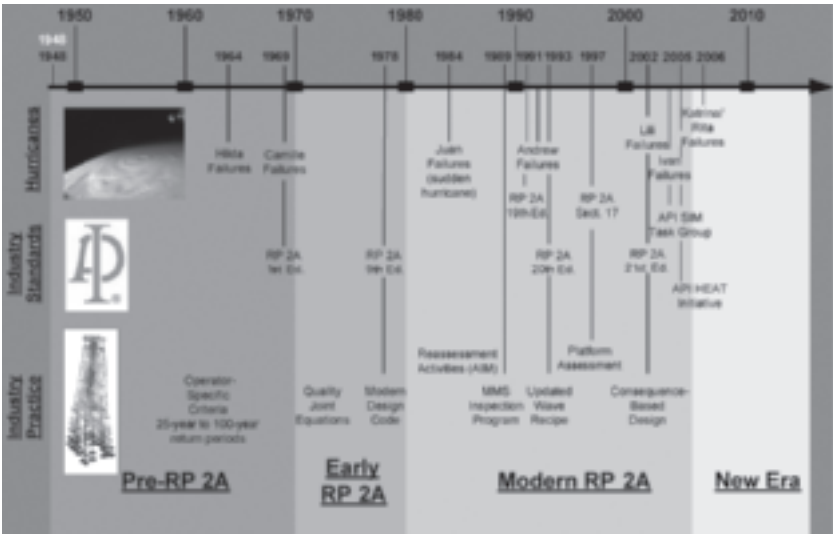 1950 1960 1970 1980 1990 2000 2010
1948
1948 1964 1969 1978 1984 1989 1991 1993 1997 2002 2005 2006
Hurricanes
Hilda
Failures
Camille
Failures
Juan
Failures
(sudden
hurricane)
Andrew
Failures
Lili
Failures
Ivan
Failures
Katrina/
Rita
Failures
Industry
Standards
API
RP 2A
1st Ed.
RP 2A
9th Ed.
RP 2A
19th Ed.
RP 2A
20th Ed.
RP 2A
Sect. 17
RP 2A
21st Ed.
API SIM
Task Group
API HEAT
Initiative
Industry
Practice
Operator-
Specific
Criteria
25-year to 100-year
return periods
Quality
Joint
Equations
Modern
Design
Code
Reassessment
Activities (AIM)
MMS
Inspection
Program
Updated
Wave
Recipe
Platform
Assessment
Consequence-
Based
Design
Pre-RP 2A
Early
RP 2A
Modern RP 2A
New Era